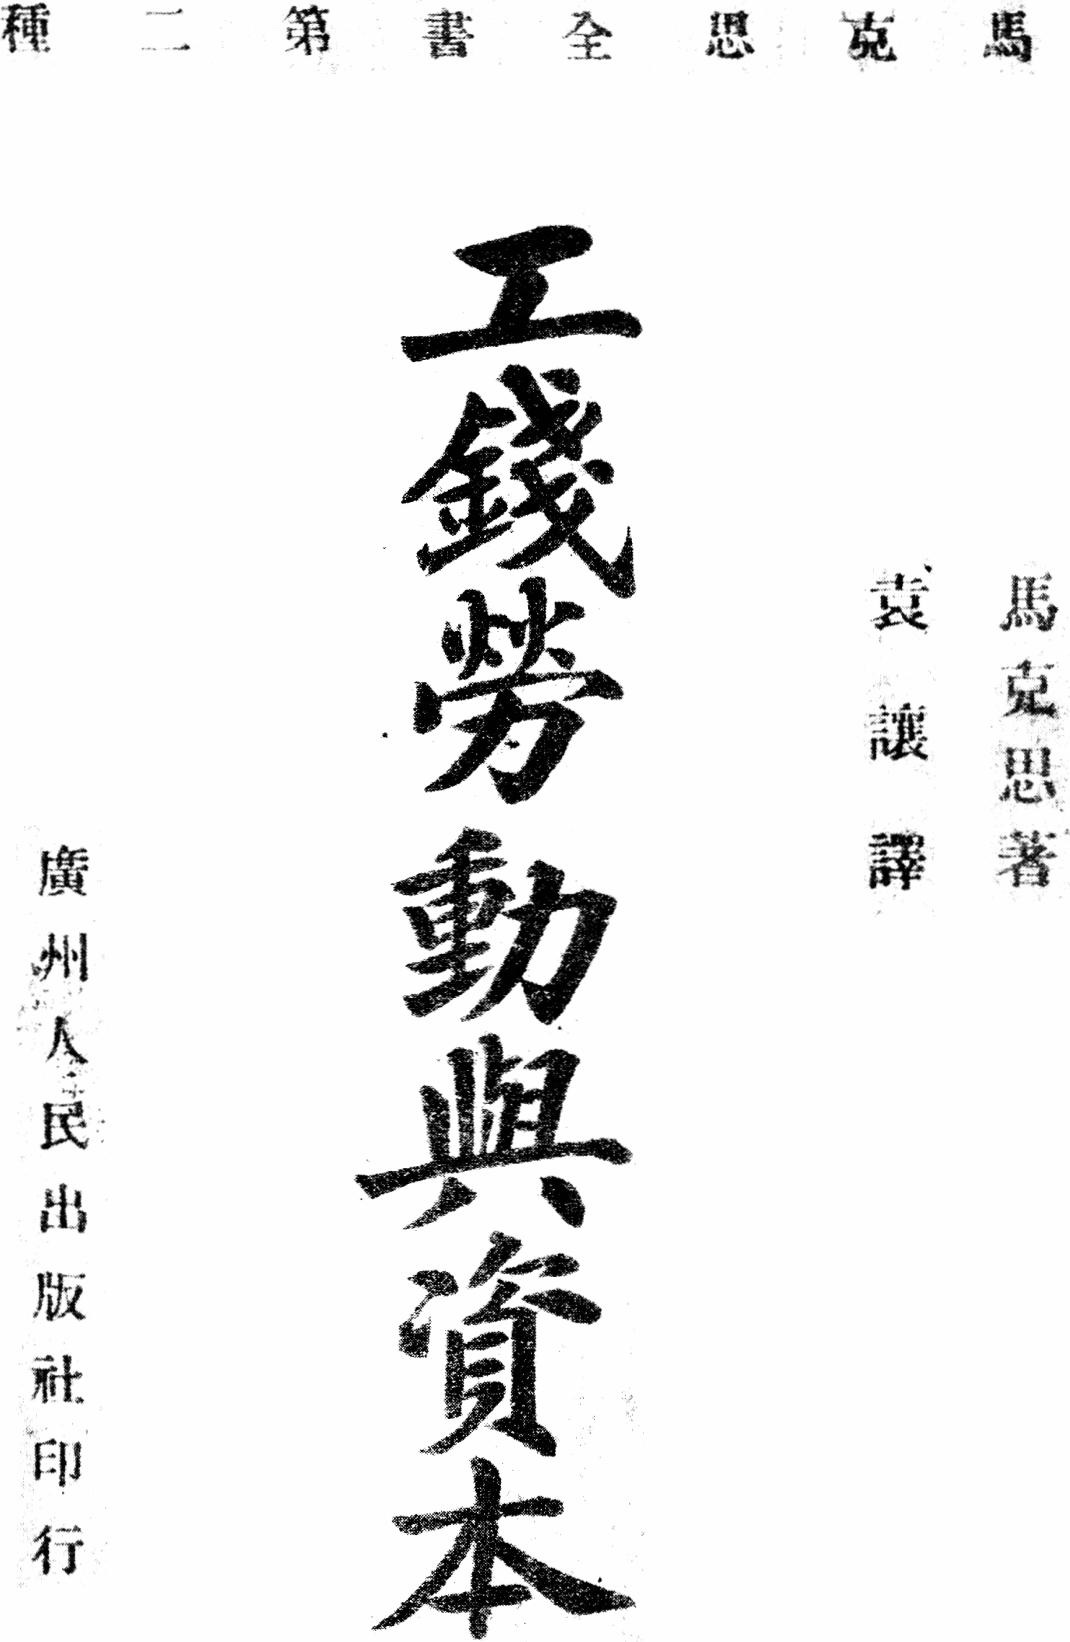 馬克思全書第二種
馬克思著
袁讓譯
工錢勞動與資本
廣州人民出版社印行